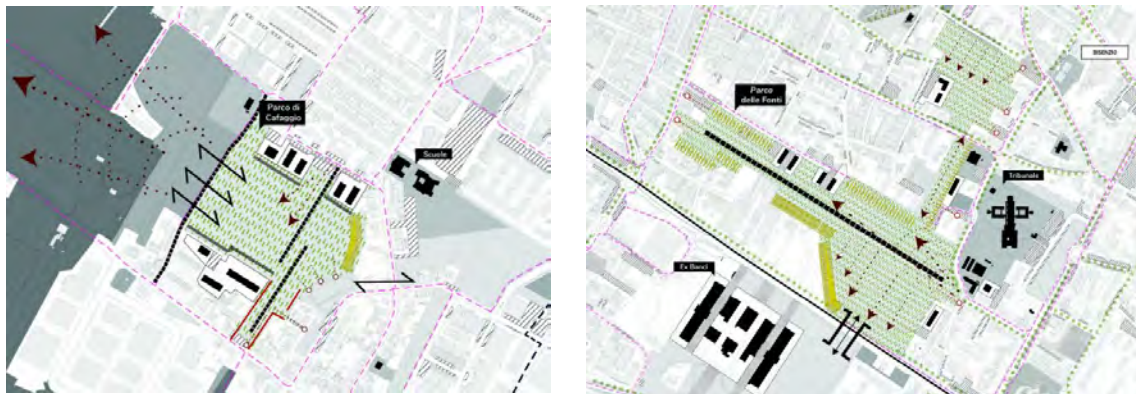 Parco di
Cafaggio
Scuole
Parco
delle Fonti
BISENZIO
Tribunale
Ex Banci